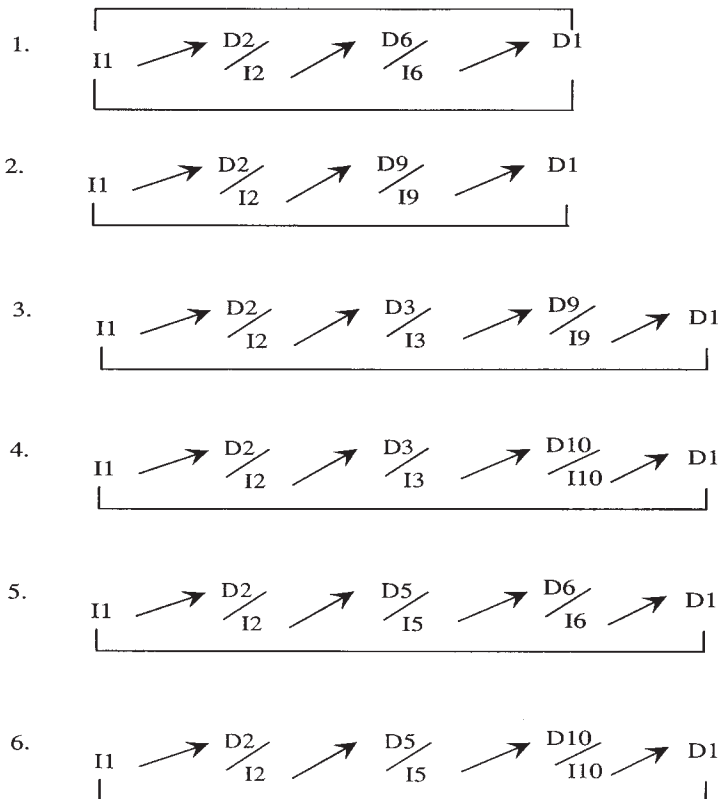 1. I1 D2/I2 D6/I6 D1
2. I1 D2/I2 D9/I9 D1
3. I1 D2/I2 D3/I3 D9/I9 D1
4. I1 D2/I2 D3/I3 D10/I10 D1
5. I1 D2/I2 D5/I5 D6/I6 D1
6. I1 D2/I2 D5/I5 D10/I10 D1